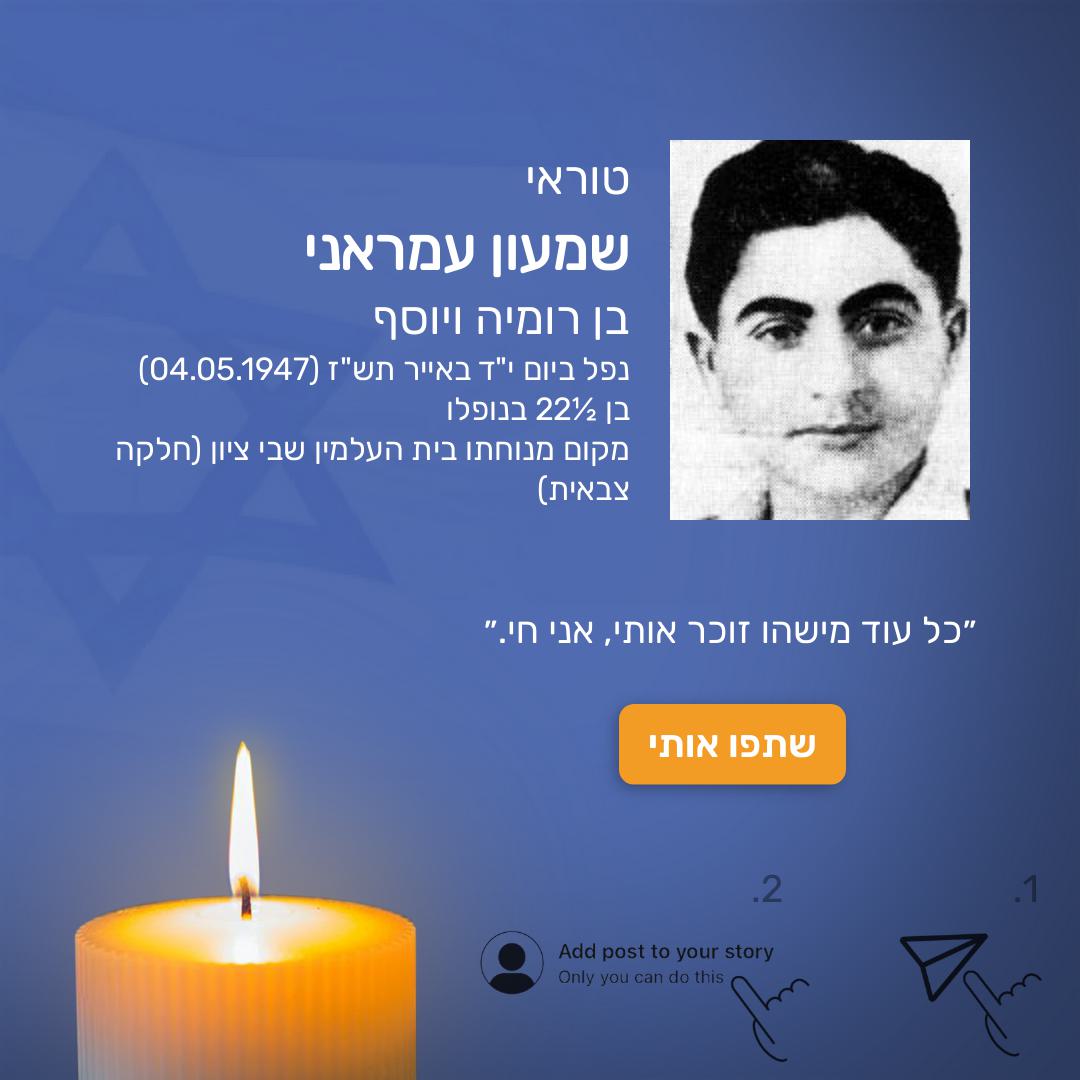 טוראי
שמעון עמראני
בן רומיה ויוסף
נפל ביום י"ד באייר תש"ז (04.05.1947)
בן 22½ בנופלו
מקום מנוחתו בית העלמין שבי ציון (חלקה
צבאית)
״כל עוד מישהו זוכר אותי, אני חי.״
שתפו אותי
.1
.2
Add post to your story
Only you can do this